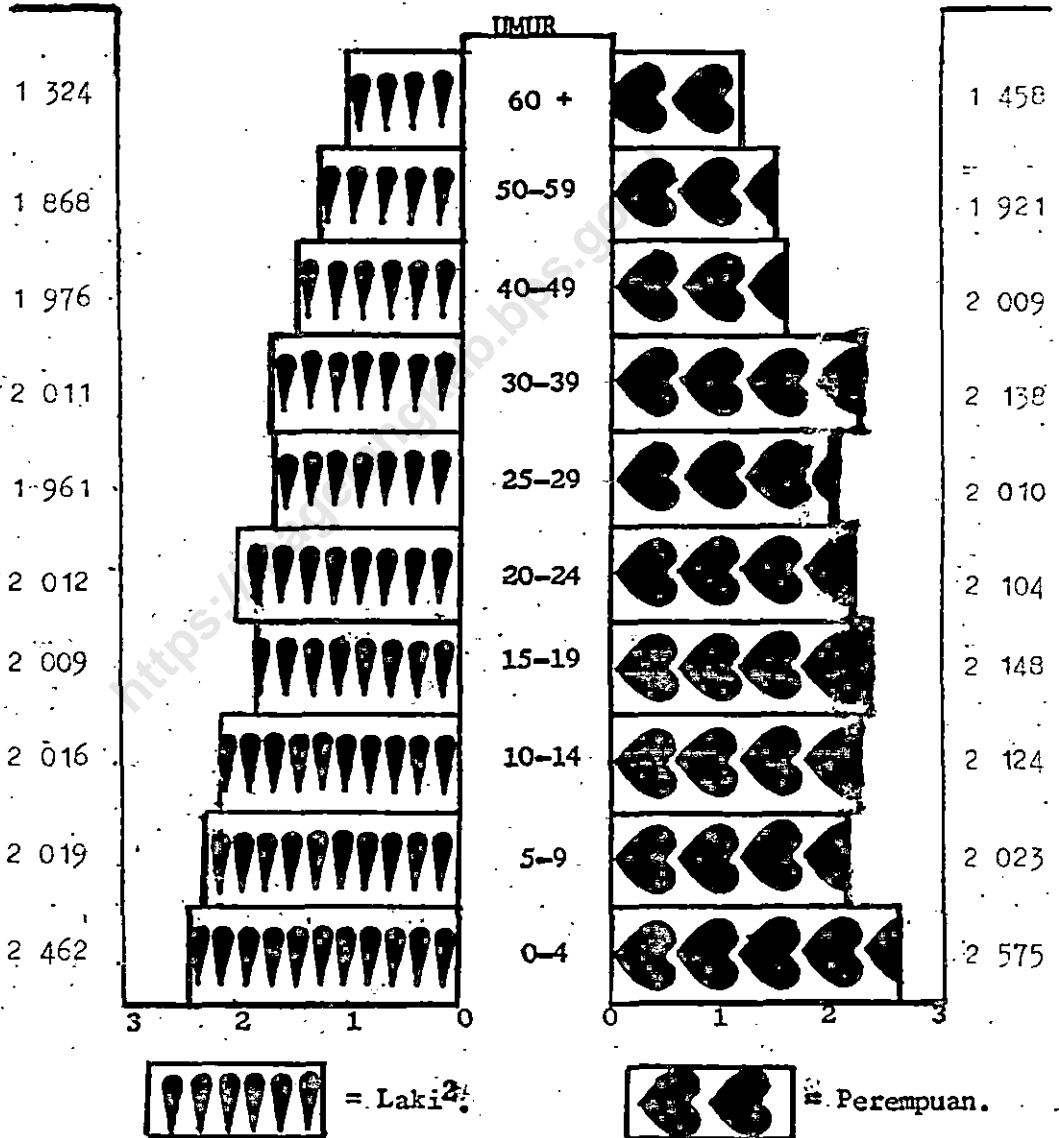 UMUR
1 324 60 + 1 458
1 868 50-59 1 921
1 976 40-49 2 009
2 011 30-39 2 138
1 961 25-29 2 010
2 012 20-24 2 104
2 009 15-19 2 148
2 016 10-14 2 124
2 019 5-9 2 023
2 462 0-4 2 575
3 2 1 0 0 1 2 3
= Laki². = Perempuan.